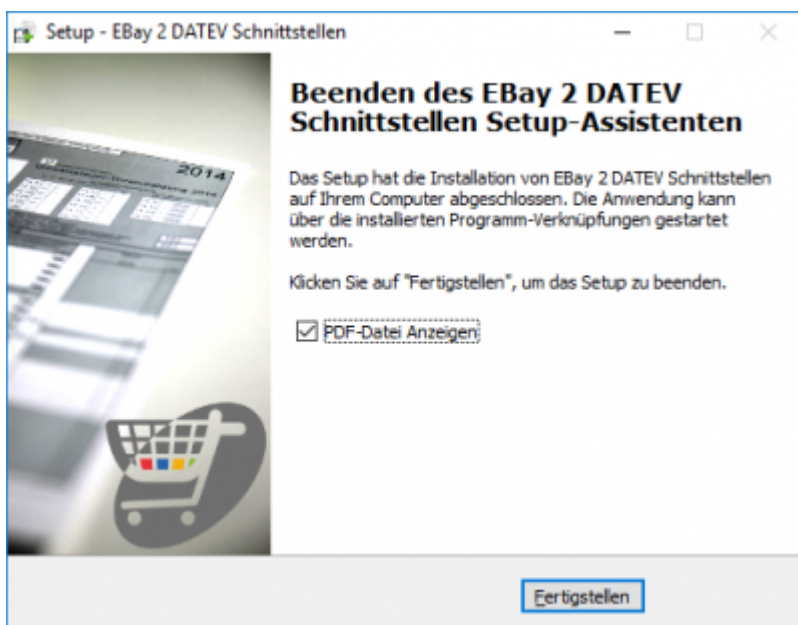 Setup - EBay 2 DATEV Schnittstellen
2014
Beenden des EBay 2 DATEV
Schnittstellen Setup-Assistenten
Das Setup hat die Installation von EBay 2 DATEV Schnittstellen
auf Ihrem Computer abgeschlossen. Die Anwendung kann
über die installierten Programm-Verknüpfungen gestartet
werden.
Klicken Sie auf "Fertigstellen", um das Setup zu beenden.
PDF-Datei Anzeigen
Fertigstellen